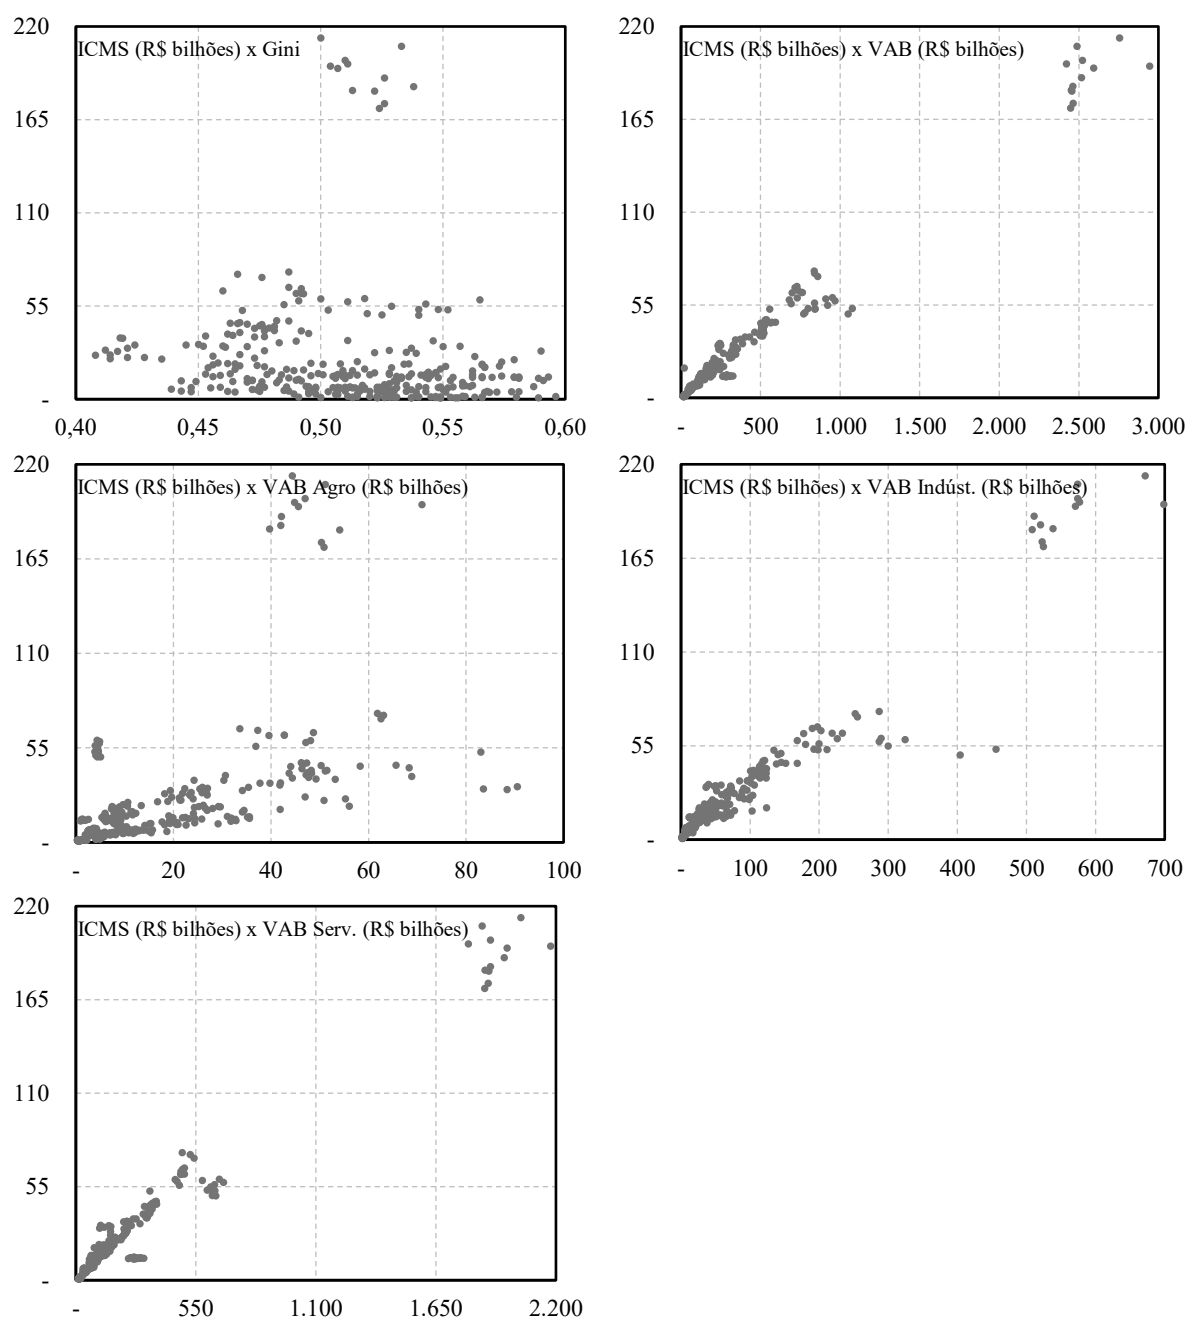 220
ICMS (R$ bilhões) x Gini
165
110
55
-
0,40 0,45 0,50 0,55 0,60
220
ICMS (R$ bilhões) x VAB (R$ bilhões)
165
110
55
-
- 500 1.000 1.500 2.000 2.500 3.000
220
ICMS (R$ bilhões) x VAB Agro (R$ bilhões)
165
110
55
-
- 20 40 60 80 100
220
ICMS (R$ bilhões) x VAB Indúst. (R$ bilhões)
165
110
55
-
- 100 200 300 400 500 600 700
220
ICMS (R$ bilhões) x VAB Serv. (R$ bilhões)
165
110
55
-
- 550 1.100 1.650 2.200